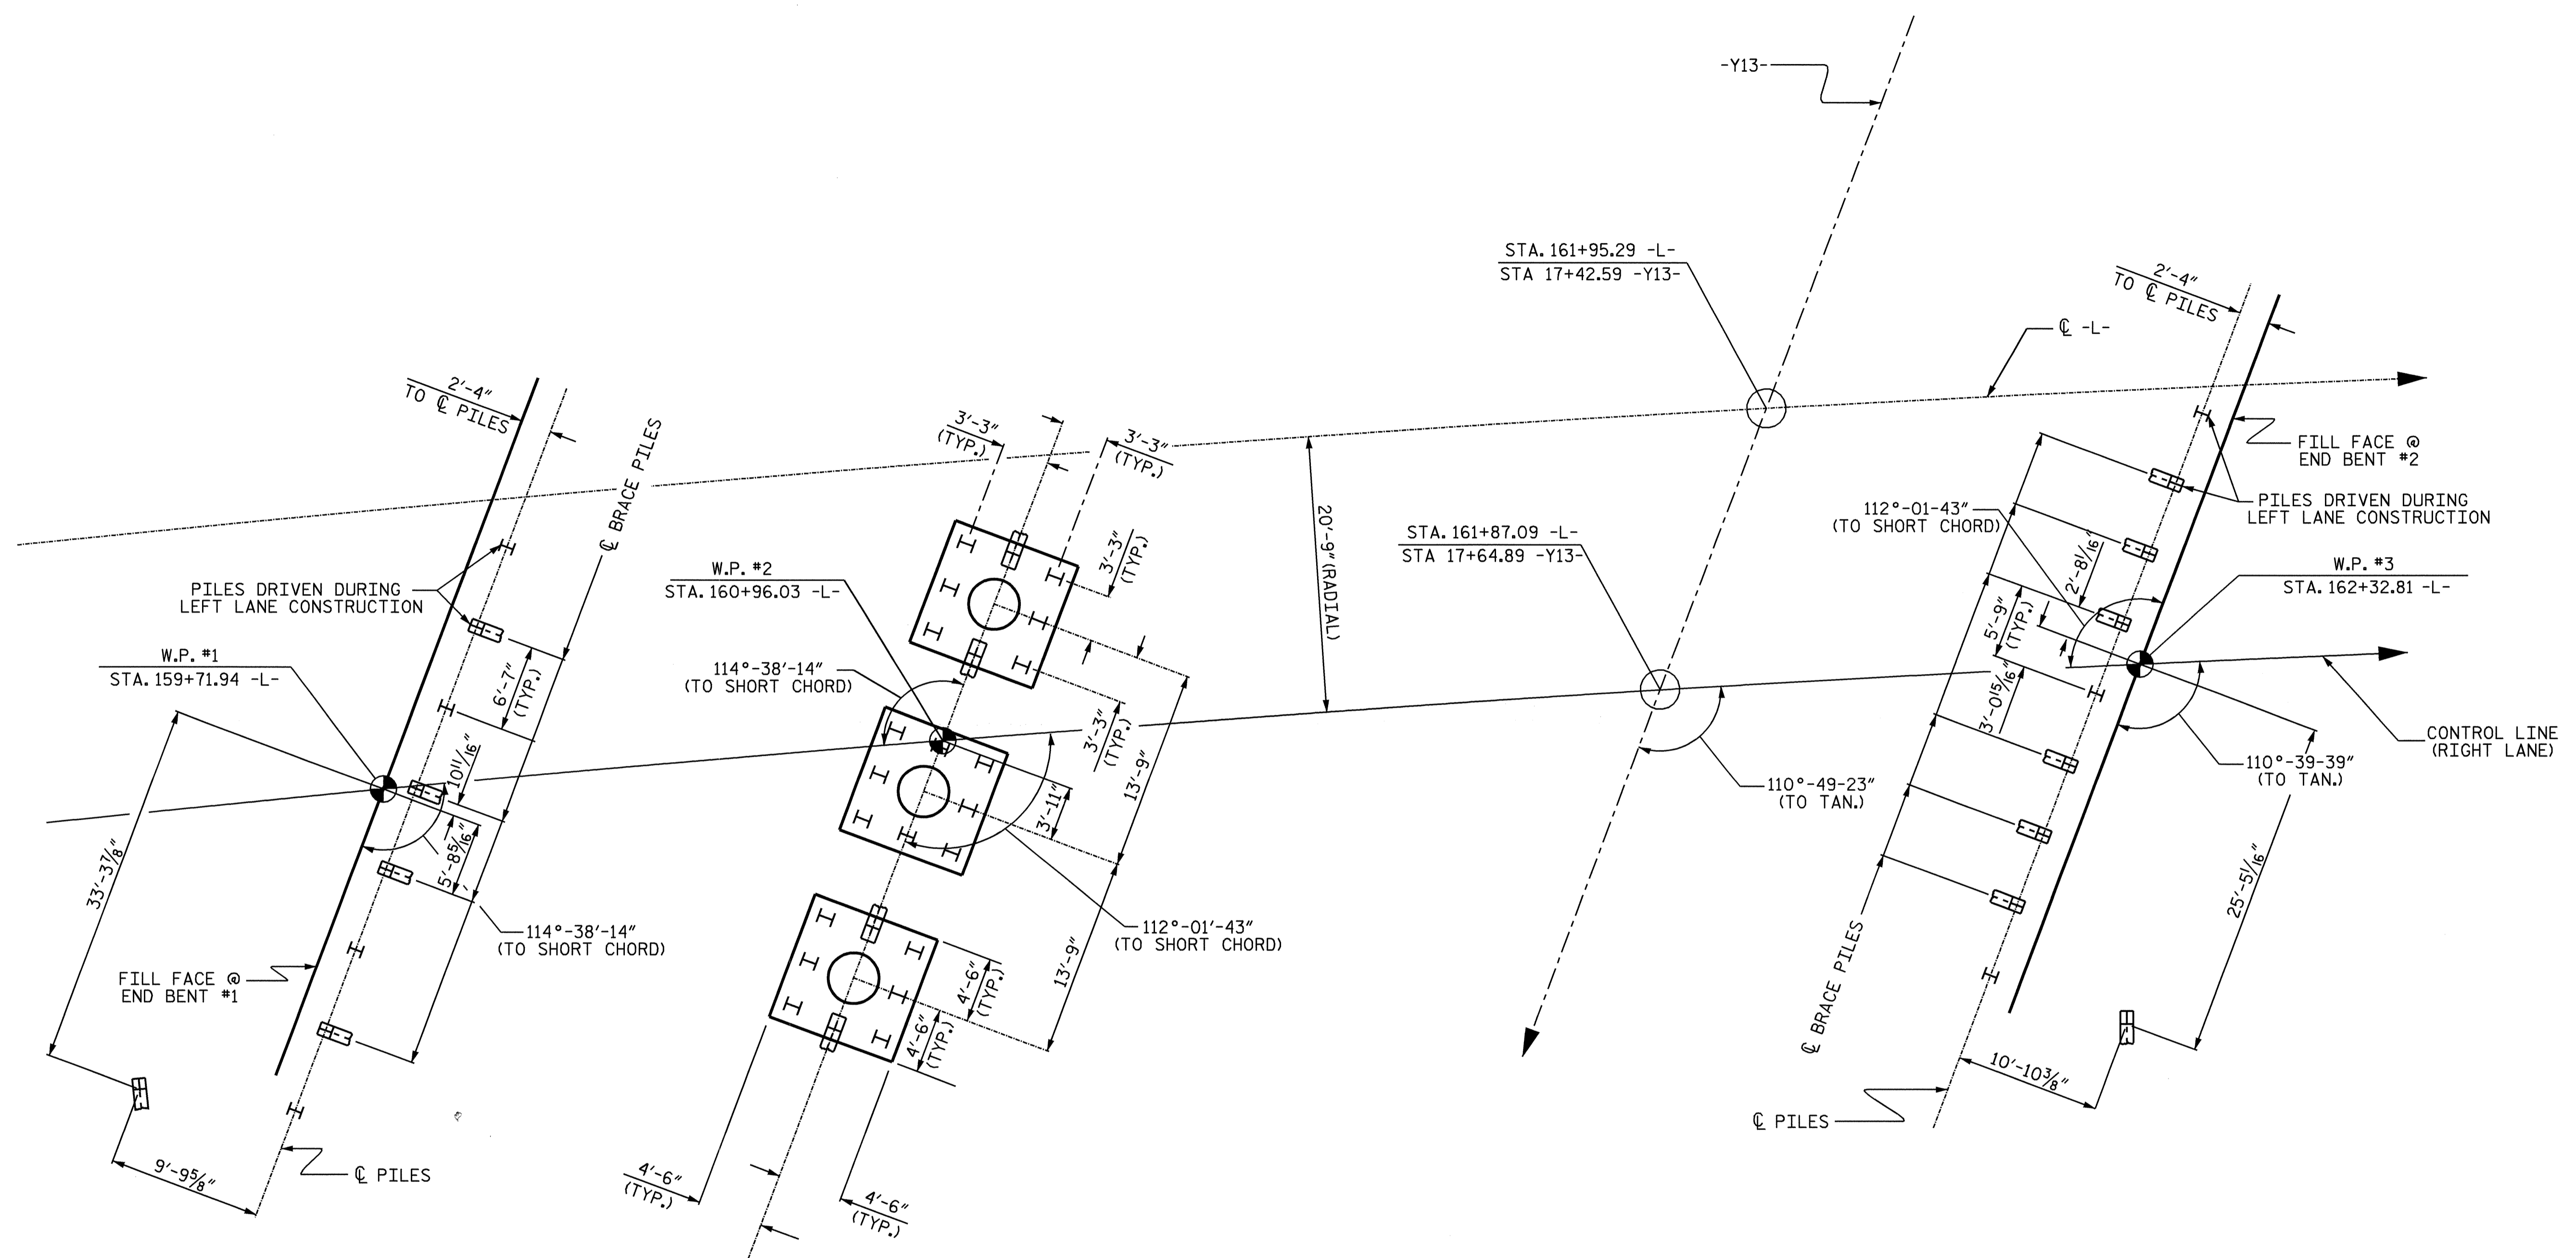 -Y13-
STA. 161+95.29 -L-
STA 17+42.59 -Y13-
2'-4"
TO ℄ PILES
℄ -L-
2'-4"
TO ℄ PILES
℄ BRACE PILES
3'-3"
(TYP.)
3'-3"
(TYP.)
3'-3"
(TYP.)
FILL FACE @
END BENT #2
PILES DRIVEN DURING
LEFT LANE CONSTRUCTION
112°-01-43"
(TO SHORT CHORD)
20'-9" (RADIAL)
STA. 161+87.09 -L-
STA 17+64.89 -Y13-
W.P. #2
STA. 160+96.03 -L-
PILES DRIVEN DURING
LEFT LANE CONSTRUCTION
2'-8 1/16"
W.P. #3
STA. 162+32.81 -L-
5'-9"
(TYP.)
W.P. #1
STA. 159+71.94 -L-
6'-7"
(TYP.)
114°-38'-14"
(TO SHORT CHORD)
3'-0 15/16"
3'-3"
(TYP.)
10 11/16"
13'-9"
CONTROL LINE
(RIGHT LANE)
110°-39-39"
(TO TAN.)
110°-49-23"
(TO TAN.)
3'-11"
5'-8 5/16"
33'-3 7/8"
25'-5 1/16"
114°-38'-14"
(TO SHORT CHORD)
112°-01'-43"
(TO SHORT CHORD)
13'-9"
4'-6"
(TYP.)
4'-6"
(TYP.)
FILL FACE @
END BENT #1
℄ BRACE PILES
10'-10 3/8"
℄ PILES
9'-9 5/8"
℄ PILES
4'-6"
(TYP.)
4'-6"
(TYP.)